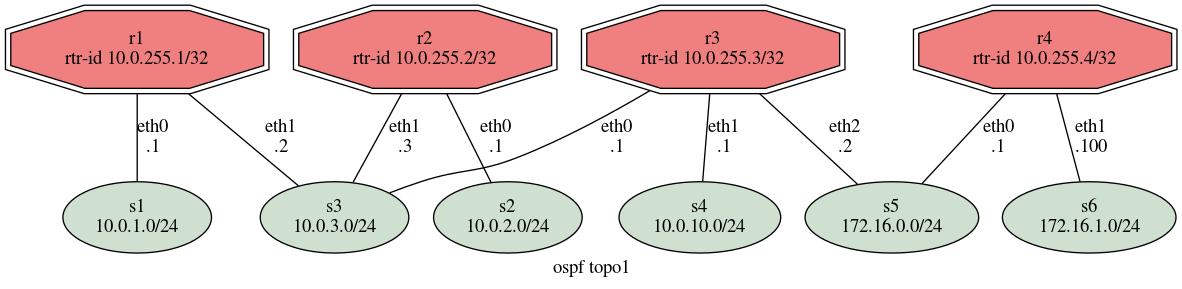 r1
rtr-id 10.0.255.1/32
r2
rtr-id 10.0.255.2/32
r3
rtr-id 10.0.255.3/32
r4
rtr-id 10.0.255.4/32
eth0
.1
eth1
.2
eth1
.3
eth0
.1
eth0
.1
eth1
.1
eth2
.2
eth0
.1
eth1
.100
s1
10.0.1.0/24
s3
10.0.3.0/24
s2
10.0.2.0/24
s4
10.0.10.0/24
s5
172.16.0.0/24
s6
172.16.1.0/24
ospf topo1